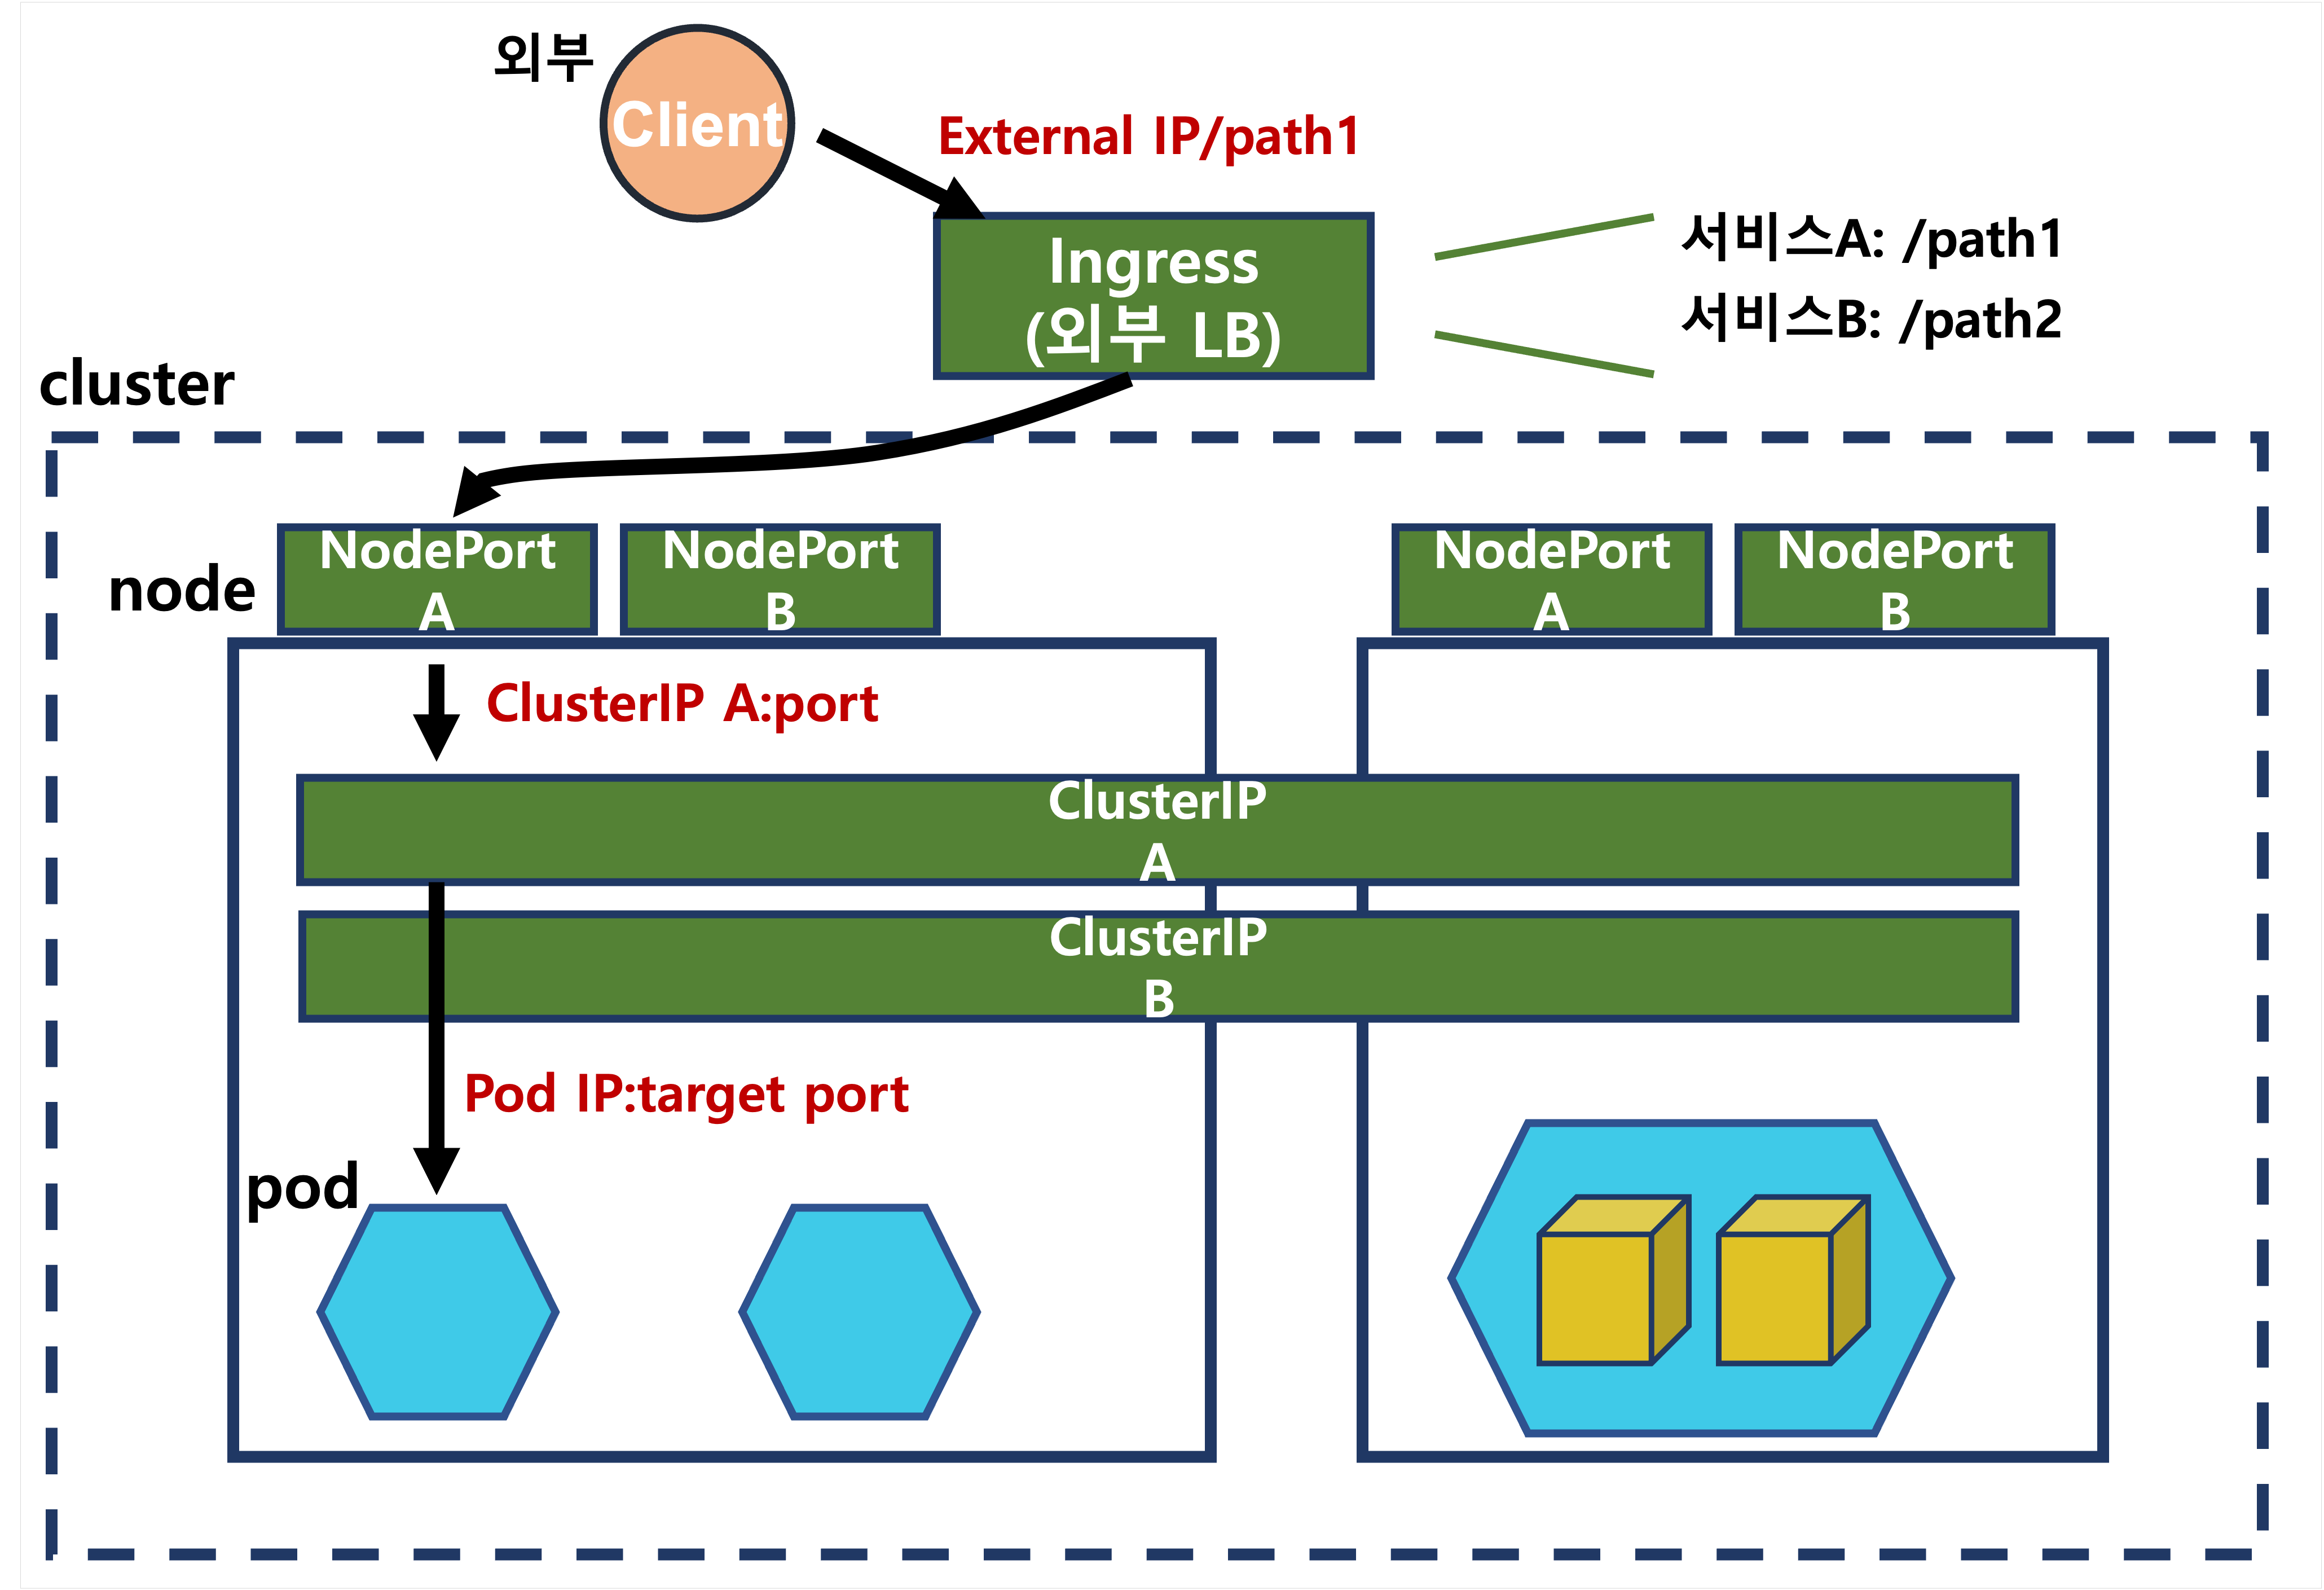 외부
Client
External IP/path1
Ingress
(외부 LB)
서비스A: /path1
서비스B: /path2
cluster
node
NodePort
A
NodePort
B
NodePort
A
NodePort
B
ClusterIP A:port
ClusterIP
A
ClusterIP
B
Pod IP:target port
pod